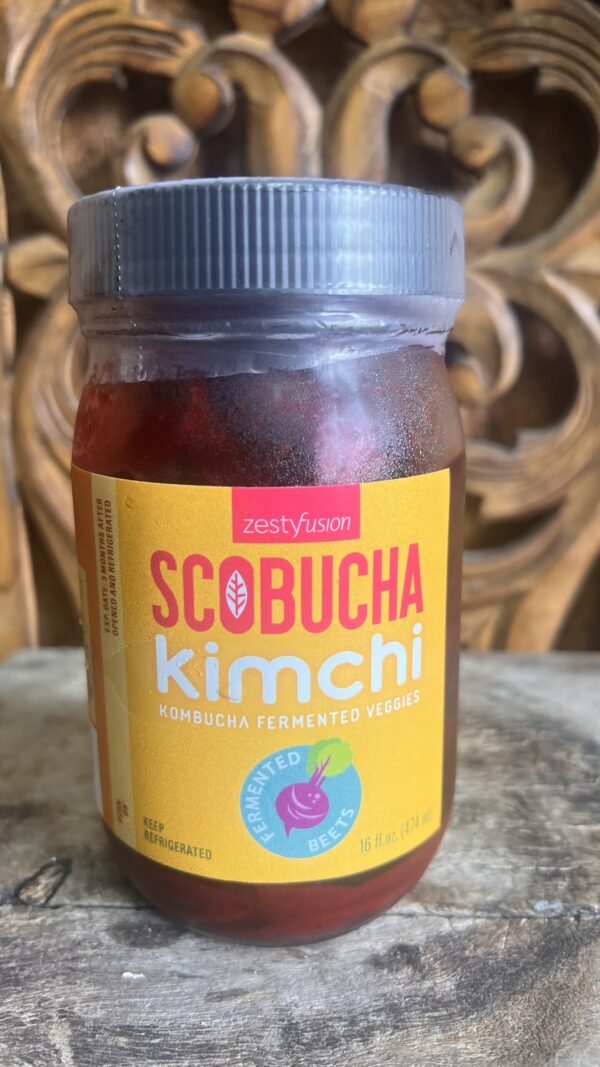 zestyfusion
SCOBUCHA
kimchi
KOMBUCHA FERMENTED VEGGIES
FERMENTED
BEETS
KEEP
REFRIGERATED
16 fl.oz. (474 ml)
EXP. DATE: 3 MONTHS AFTER
OPENED AND REFRIGERATED